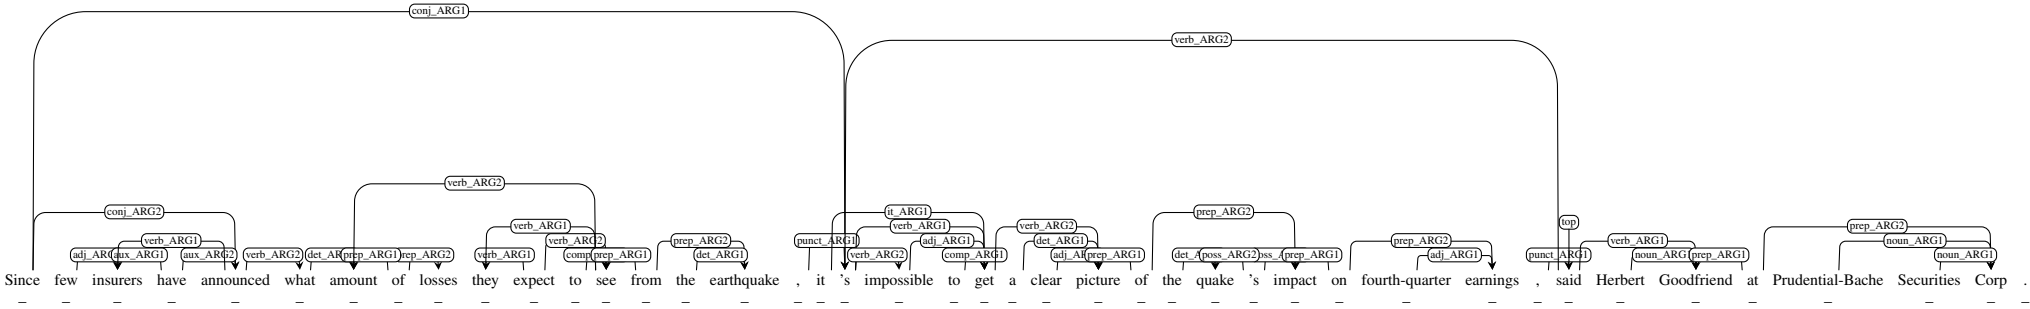 conj_ARG1
verb_ARG2
verb_ARG2
conj_ARG2 it_ARG1 prep_ARG2 top
verb_ARG1 verb_ARG1 verb_ARG2 prep_ARG2
verb_ARG1 verb_ARG2 prep_ARG2 punct_ARG1 adj_ARG1 det_ARG1 prep_ARG2 verb_ARG1 noun_ARG1
aux_ARG1 aux_ARG2 verb_ARG2 prep_ARG1 verb_ARG1 prep_ARG1 det_ARG1 verb_ARG2 comp_ARG1 prep_ARG1 poss_ARG2 prep_ARG1 adj_ARG1 punct_ARG1 prep_ARG1 noun_ARG1
Since few insurers have announced what amount of losses they expect to see from the earthquake , it 's impossible to get a clear picture of the quake 's impact on fourth-quarter earnings , said Herbert Goodfriend at Prudential-Bache Securities Corp .
_ _ _ _ _ _ _ _ _ _ _ _ _ _ _ _ _ _ _ _ _ _ _ _ _ _ _ _ _ _ _ _ _ _ _ _ _ _ _ _ _ _